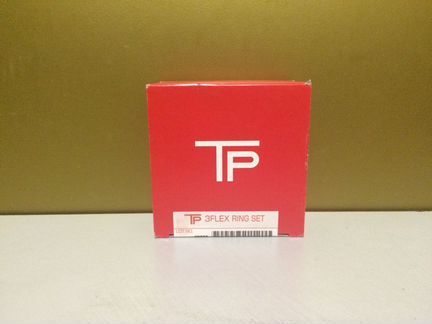 TP
TP 3FLEX RING SET